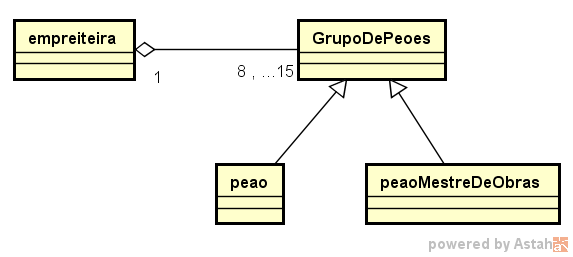 empreiteira
GrupoDePeoes
1
8 , ...15
peao
peaoMestreDeObras
powered by Astah